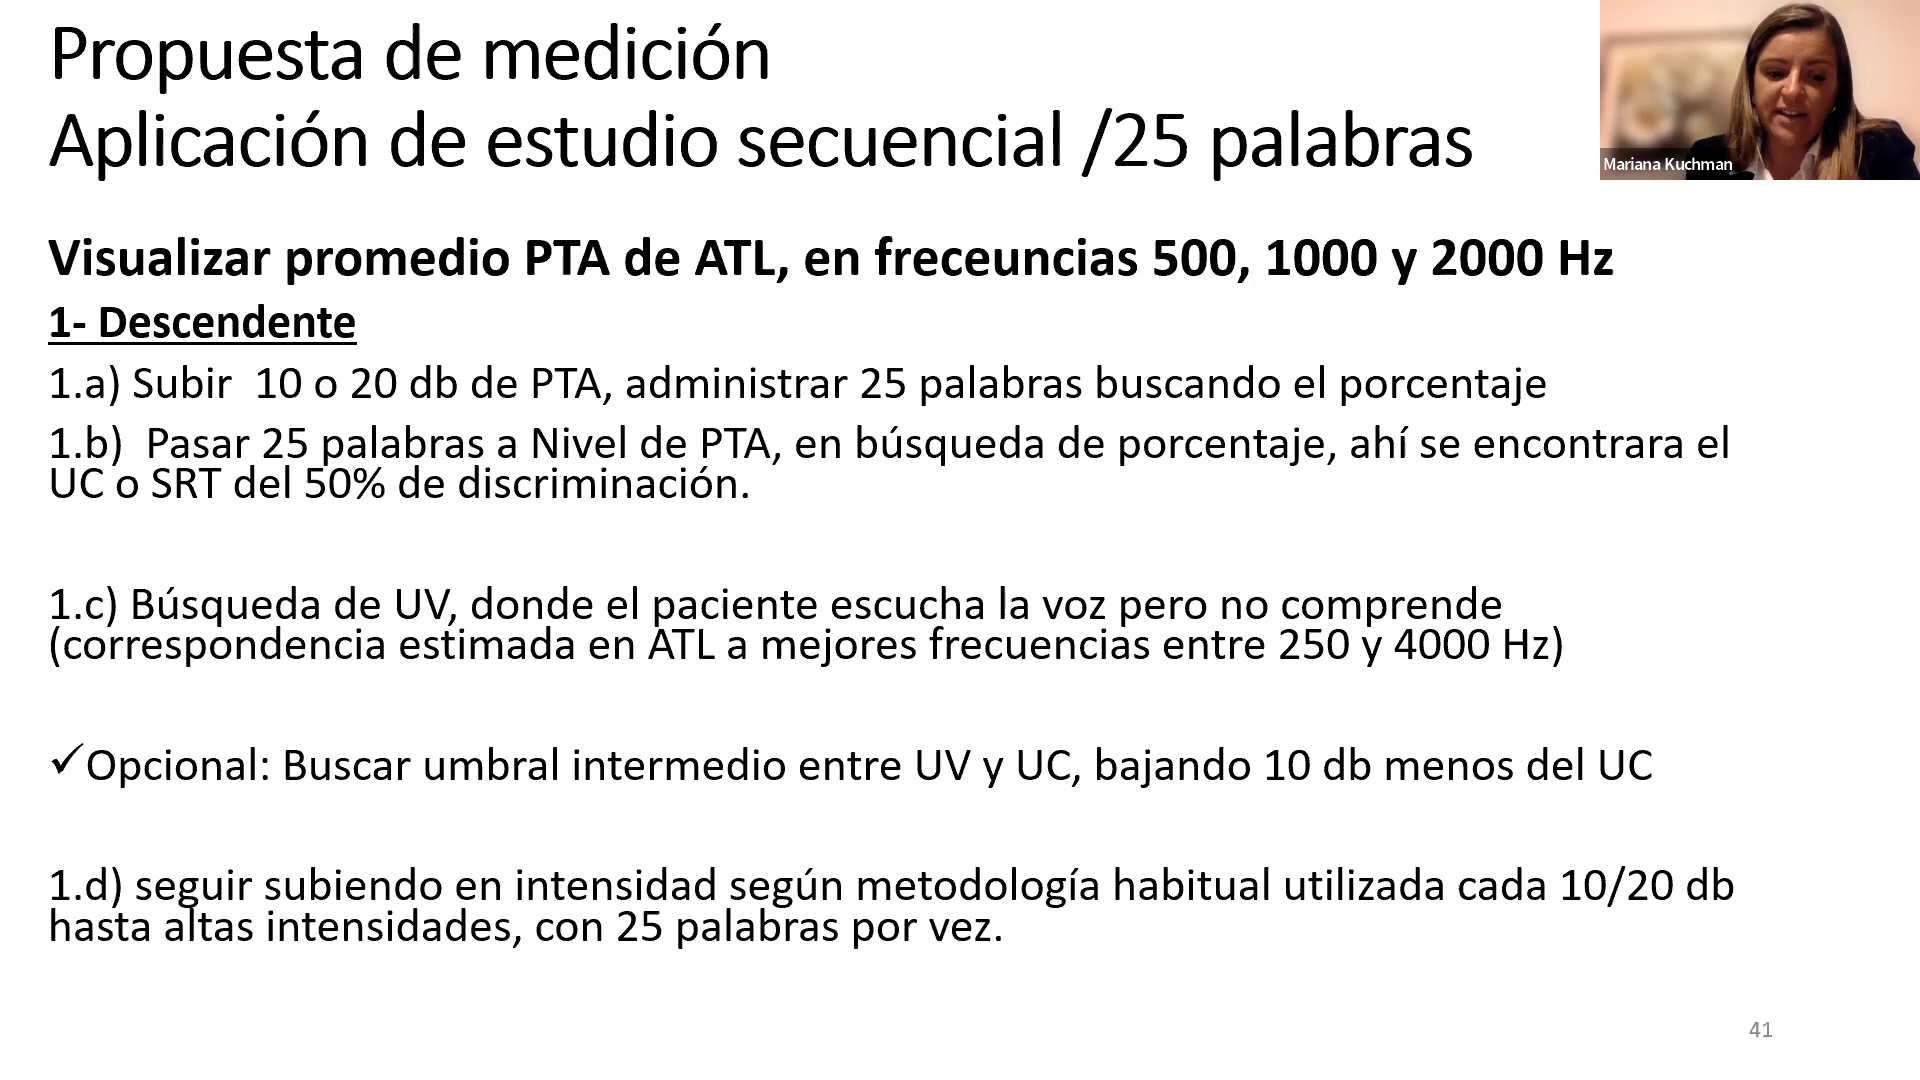 Propuesta de medición
Aplicación de estudio secuencial /25 palabras
Mariana Kuchman
Visualizar promedio PTA de ATL, en freceuncias 500, 1000 y 2000 Hz
1- Descendente
1.a) Subir  10 o 20 db de PTA, administrar 25 palabras buscando el porcentaje
1.b)  Pasar 25 palabras a Nivel de PTA, en búsqueda de porcentaje, ahí se encontrara el
UC o SRT del 50% de discriminación.
1.c) Búsqueda de UV, donde el paciente escucha la voz pero no comprende
(correspondencia estimada en ATL a mejores frecuencias entre 250 y 4000 Hz)
✓Opcional: Buscar umbral intermedio entre UV y UC, bajando 10 db menos del UC
1.d) seguir subiendo en intensidad según metodología habitual utilizada cada 10/20 db
hasta altas intensidades, con 25 palabras por vez.
41